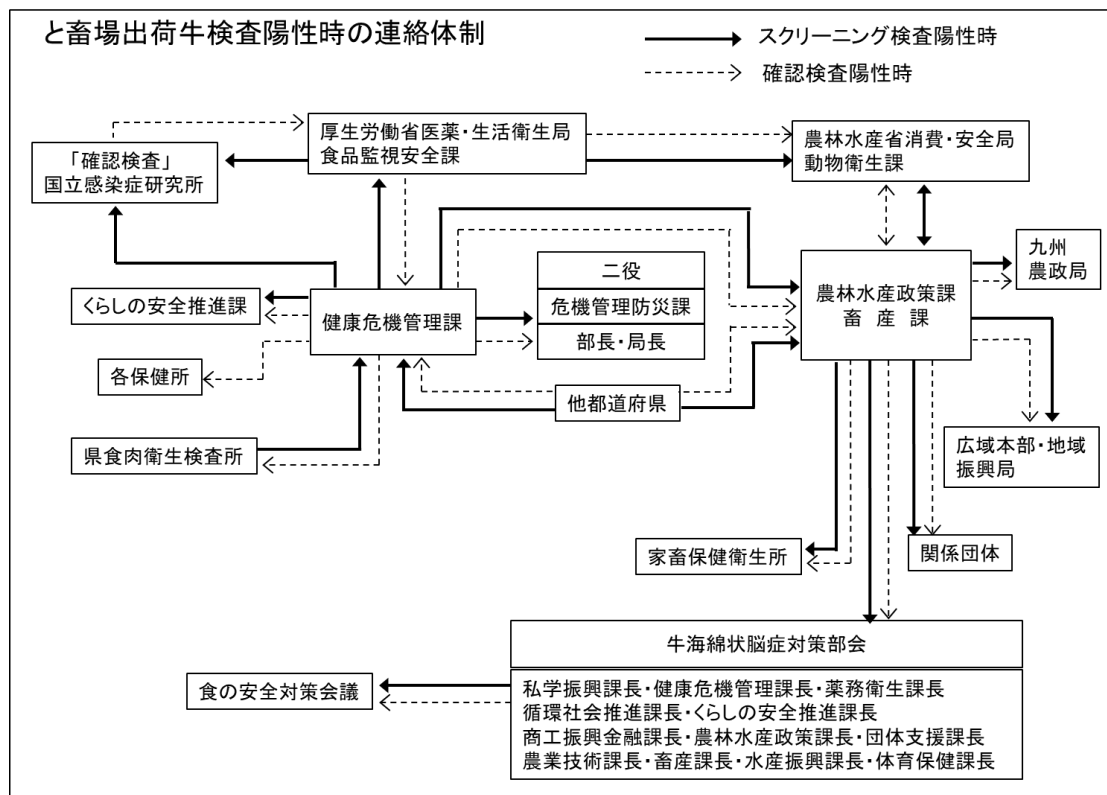 と畜場出荷牛検査陽性時の連絡体制
スクリーニング検査陽性時
確認検査陽性時
厚生労働省医薬・生活衛生局
食品監視安全課
農林水産省消費・安全局
動物衛生課
「確認検査」
国立感染症研究所
九州
農政局
二役
危機管理防災課
部長・局長
農林水産政策課
畜産課
くらしの安全推進課
健康危機管理課
各保健所
他都道府県
県食肉衛生検査所
広域本部・地域
振興局
家畜保健衛生所
関係団体
牛海綿状脳症対策部会
食の安全対策会議
私学振興課長・健康危機管理課長・薬務衛生課長
循環社会推進課長・くらしの安全推進課長
商工振興金融課長・農林水産政策課長・団体支援課長
農業技術課長・畜産課長・水産振興課長・体育保健課長